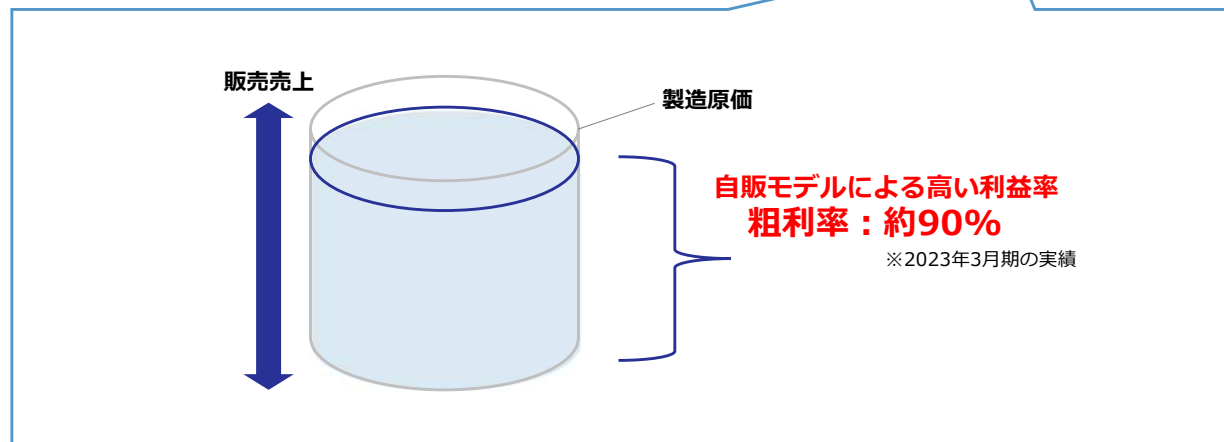 販売売上
製造原価
自販モデルによる高い利益率
粗利率：約90%
※2023年3月期の実績